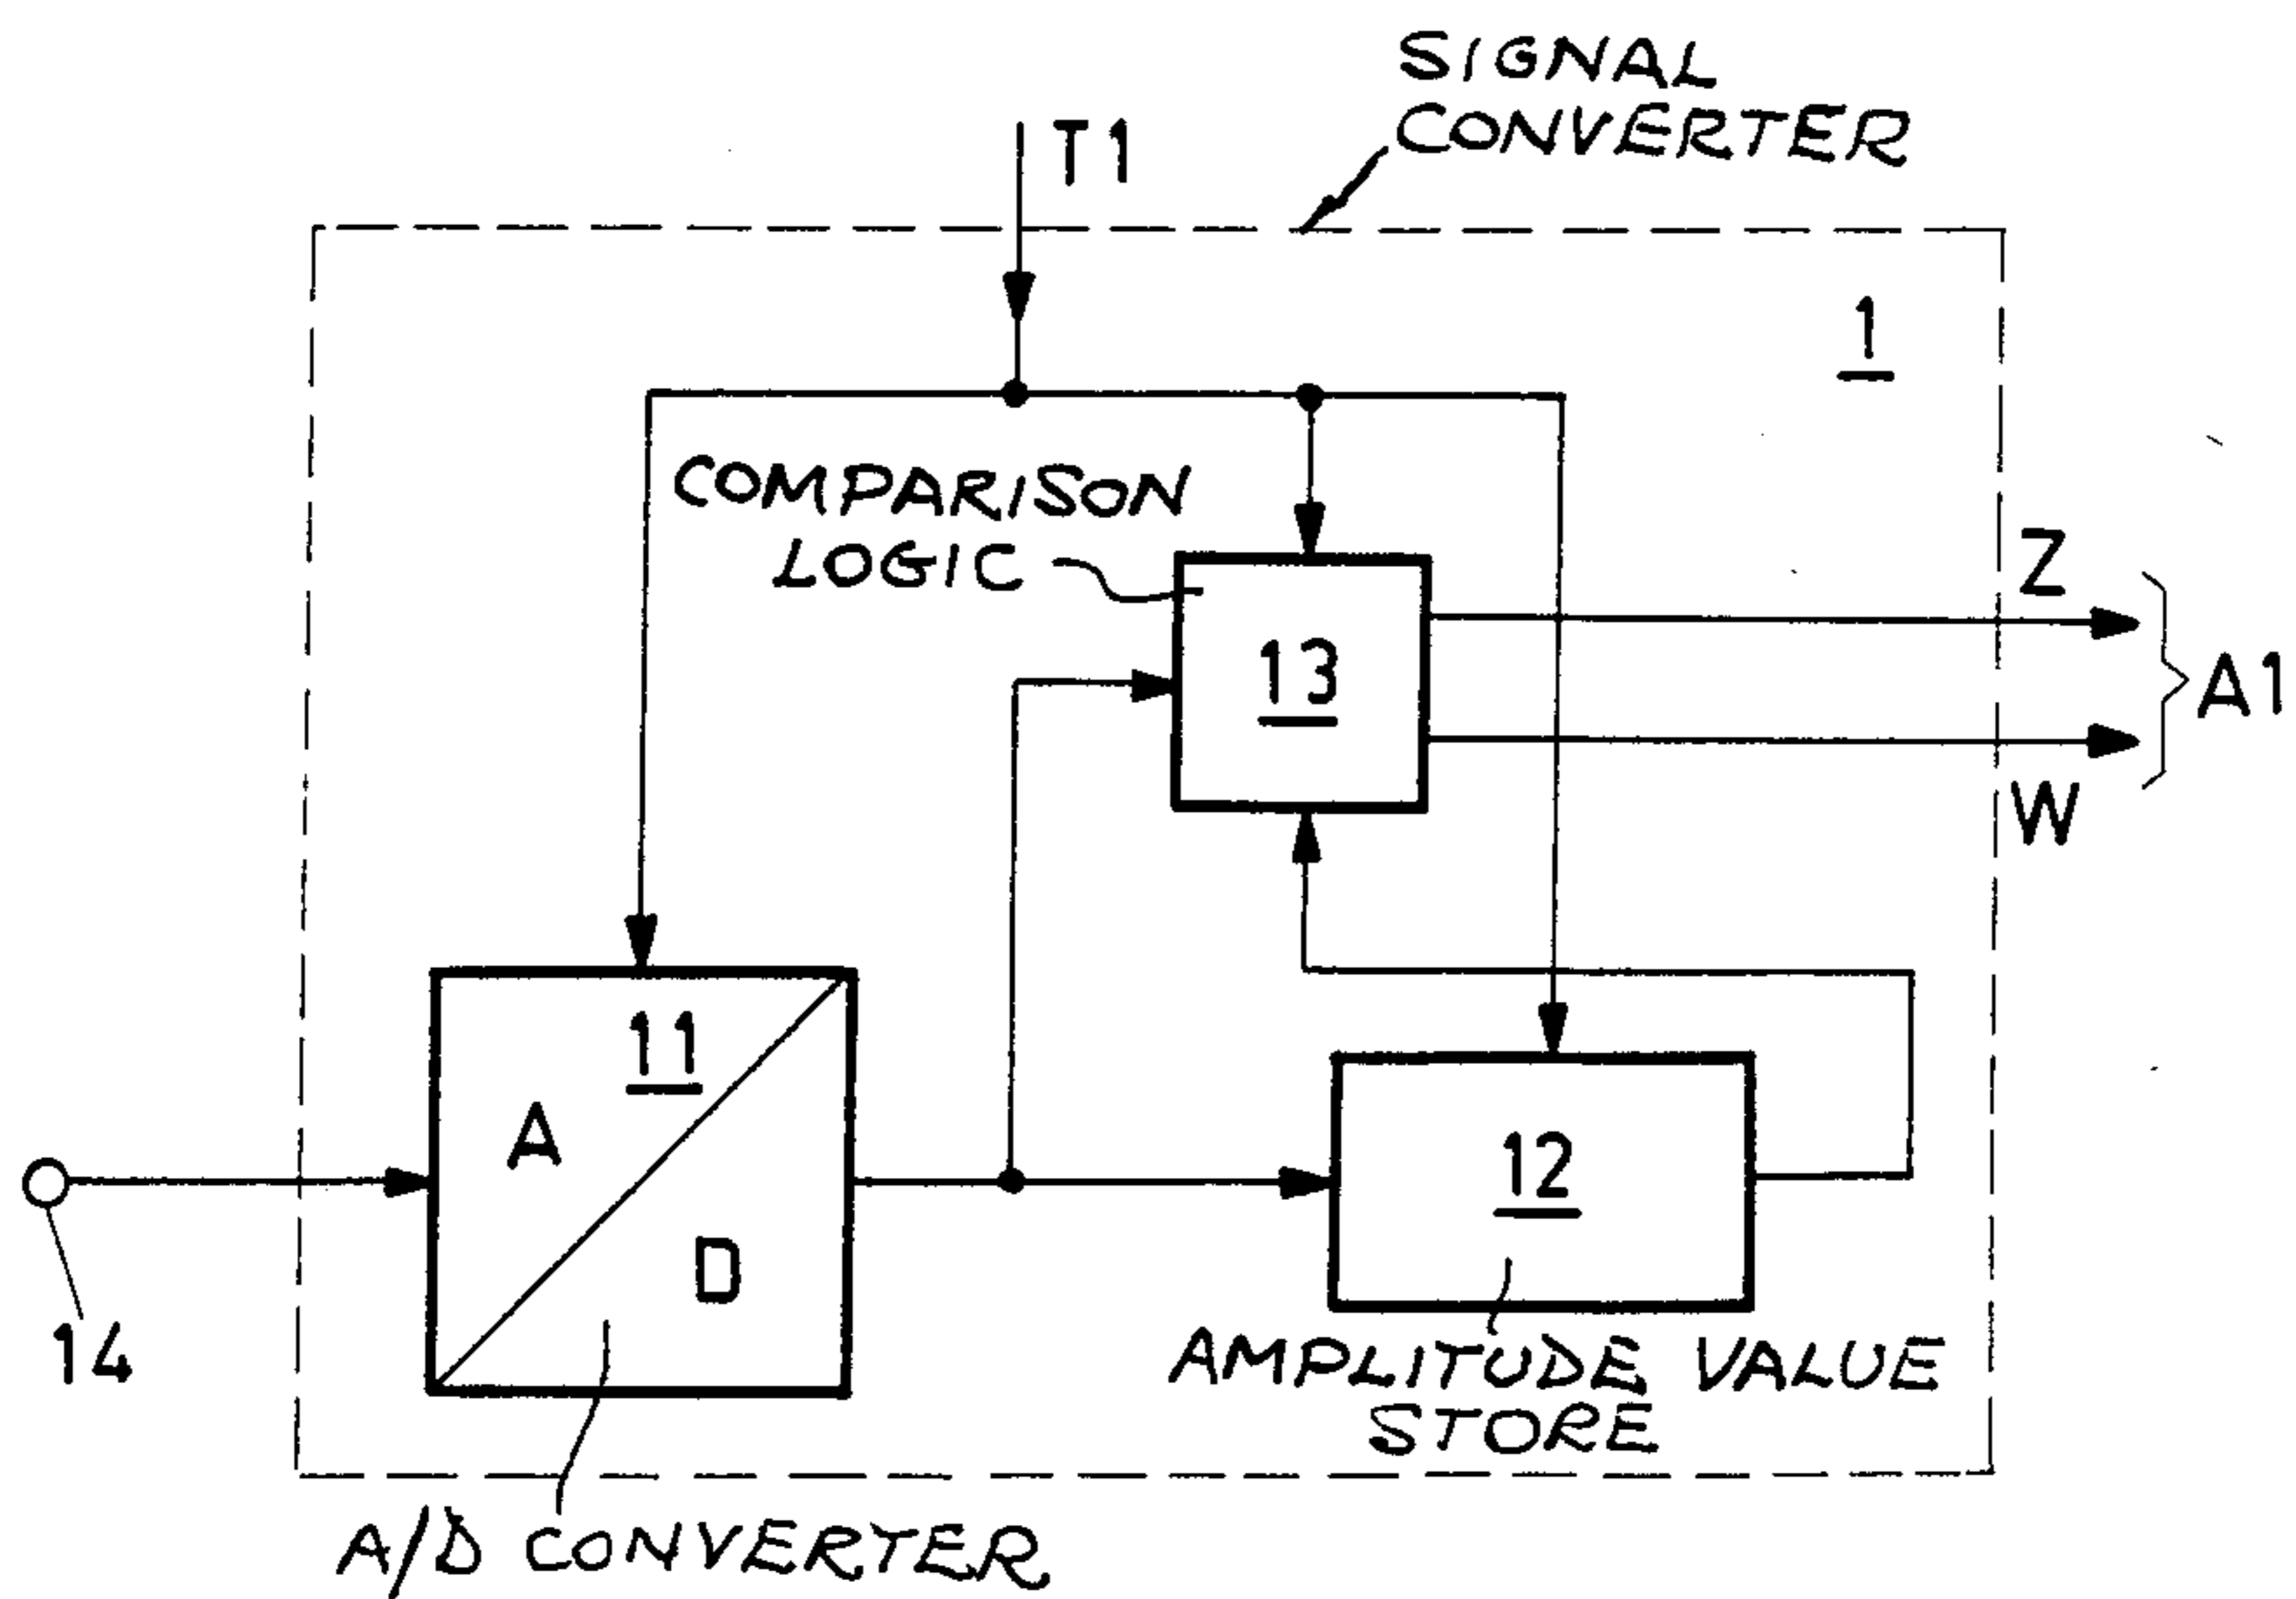 SIGNAL
CONVERTER
T1
1
COMPARISON
LOGIC
Z
13
A1
W
11
A
12
D
14
AMPLITUDE VALUE
STORE
A/D CONVERTER